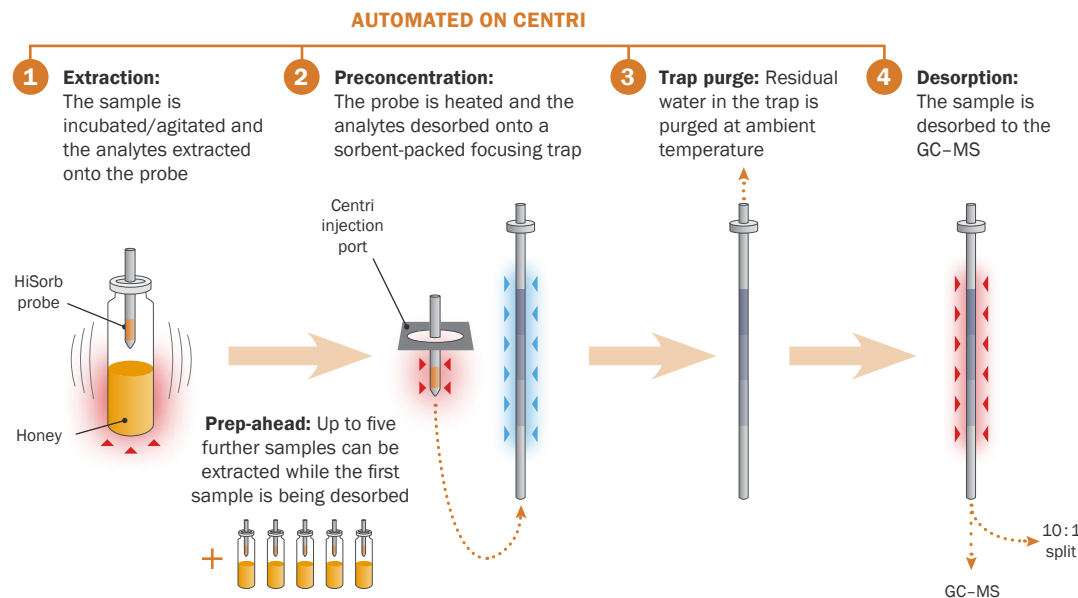 AUTOMATED ON CENTRI
1
Extraction:
The sample is
incubated/agitated and
the analytes extracted
onto the probe
2
Preconcentration:
The probe is heated and the
analytes desorbed onto a
sorbent-packed focusing trap
3
Trap purge: Residual
water in the trap is
purged at ambient
temperature
4
Desorption:
The sample is
desorbed to the
GC–MS
HiSorb
probe
Honey
Centri
injection
port
Prep-ahead: Up to five
further samples can be
extracted while the first
sample is being desorbed
+
10:1
split
GC–MS